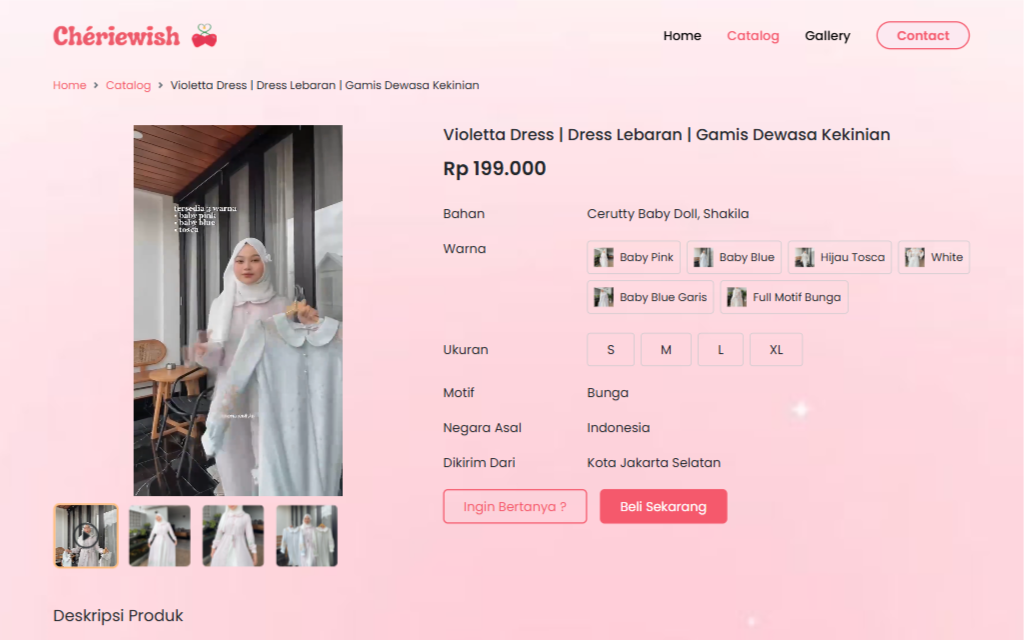 Chériewish
Home Catalog Gallery Contact
Home > Catalog > Violetta Dress | Dress Lebaran | Gamis Dewasa Kekinian
tersedia 3 warna
• baby pink
• baby blue
• tosca
Violetta Dress | Dress Lebaran | Gamis Dewasa Kekinian
Rp 199.000
Bahan Cerutty Baby Doll, Shakila
Warna Baby Pink Baby Blue Hijau Tosca White
Baby Blue Garis Full Motif Bunga
Ukuran S M L XL
Motif Bunga
Negara Asal Indonesia
Dikirim Dari Kota Jakarta Selatan
Ingin Bertanya ? Beli Sekarang
Deskripsi Produk